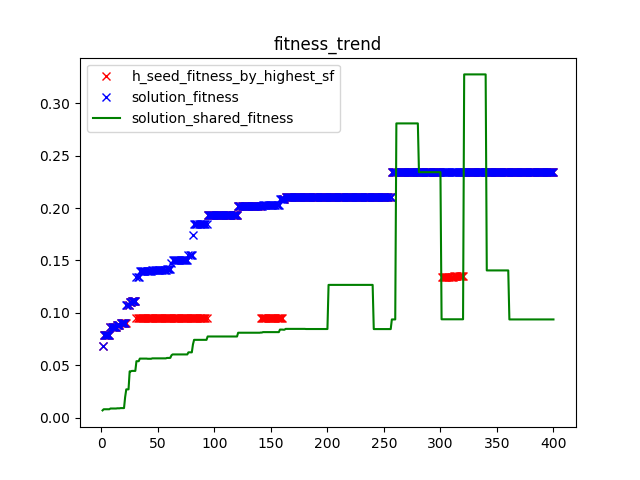 fitness_trend
h_seed_fitness_by_highest_sf
solution_fitness
solution_shared_fitness
0.30
0.25
0.20
0.15
0.10
0.05
0.00
0 50 100 150 200 250 300 350 400